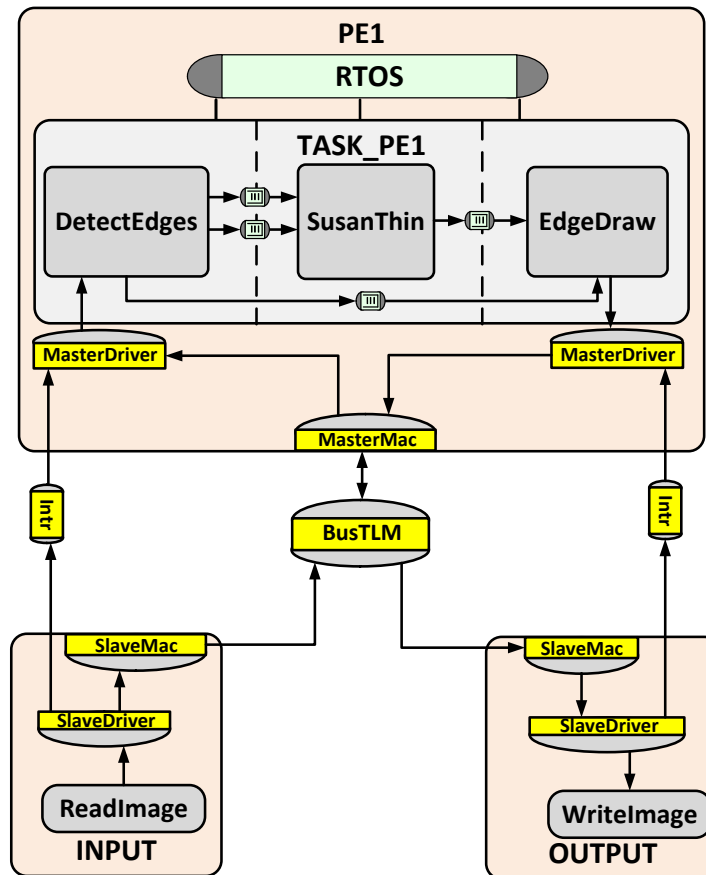 PE1
RTOS
TASK_PE1
DetectEdges
SusanThin
EdgeDraw
MasterDriver
MasterDriver
MasterMac
Intr
Intr
BusTLM
SlaveMac
SlaveMac
SlaveDriver
SlaveDriver
ReadImage
WriteImage
INPUT
OUTPUT